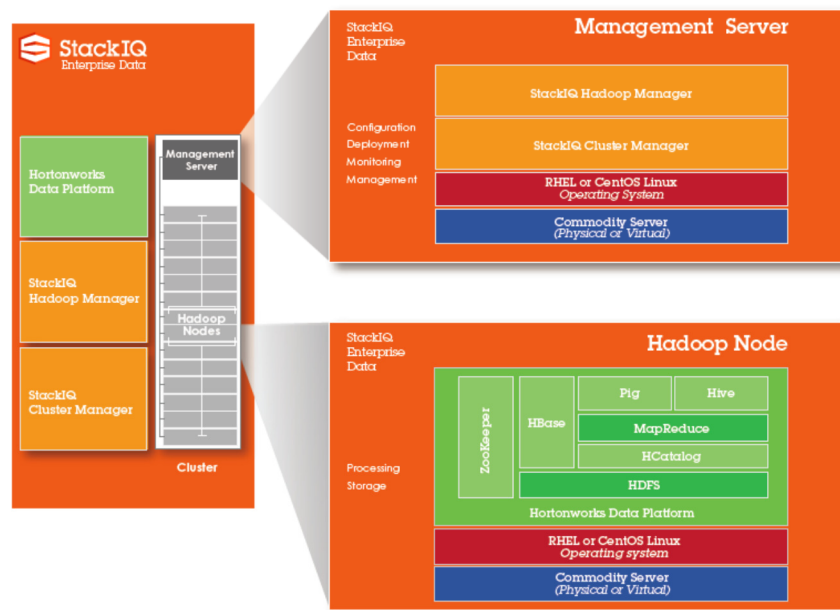 StackIQ
Enterprise Data
Hortonworks
Data Platform
StackIQ
Hadoop Manager
StackIQ
Cluster Manager
Management
Server
Hadoop
Nodes
Cluster
StackIQ
Enterprise
Data
Management Server
Configuration
Deployment
Monitoring
Management
StackIQ Hadoop Manager
StackIQ Cluster Manager
RHEL or CentOS Linux
Operating System
Commodity Server
(Physical or Virtual)
StackIQ
Enterprise
Data
Hadoop Node
Processing
Storage
ZooKeeper
HBase
Pig
Hive
MapReduce
HCatalog
HDFS
Hortonworks Data Platform
RHEL or CentOS Linux
Operating system
Commodity Server
(Physical or Virtual)